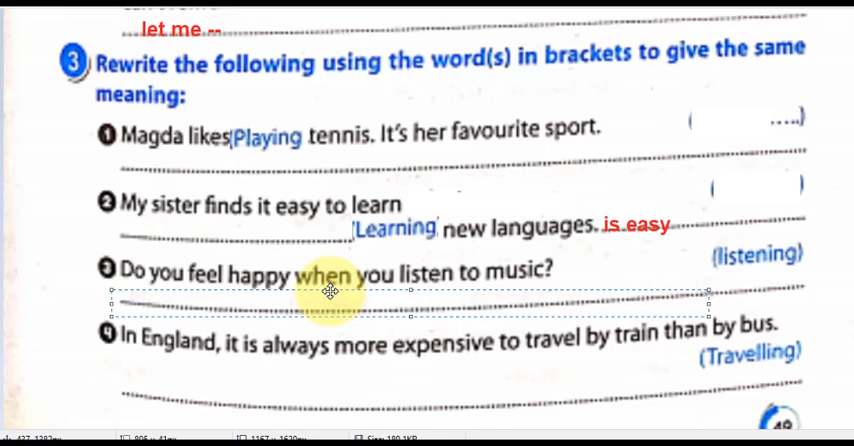 let me --
3 Rewrite the following using the word(s) in brackets to give the same
meaning:
1 Magda likes Playing tennis. It's her favourite sport. ( .....)
2 My sister finds it easy to learn ( )
Learning new languages. is easy
3 Do you feel happy when you listen to music? (listening)
4 In England, it is always more expensive to travel by train than by bus.
(Travelling)
49